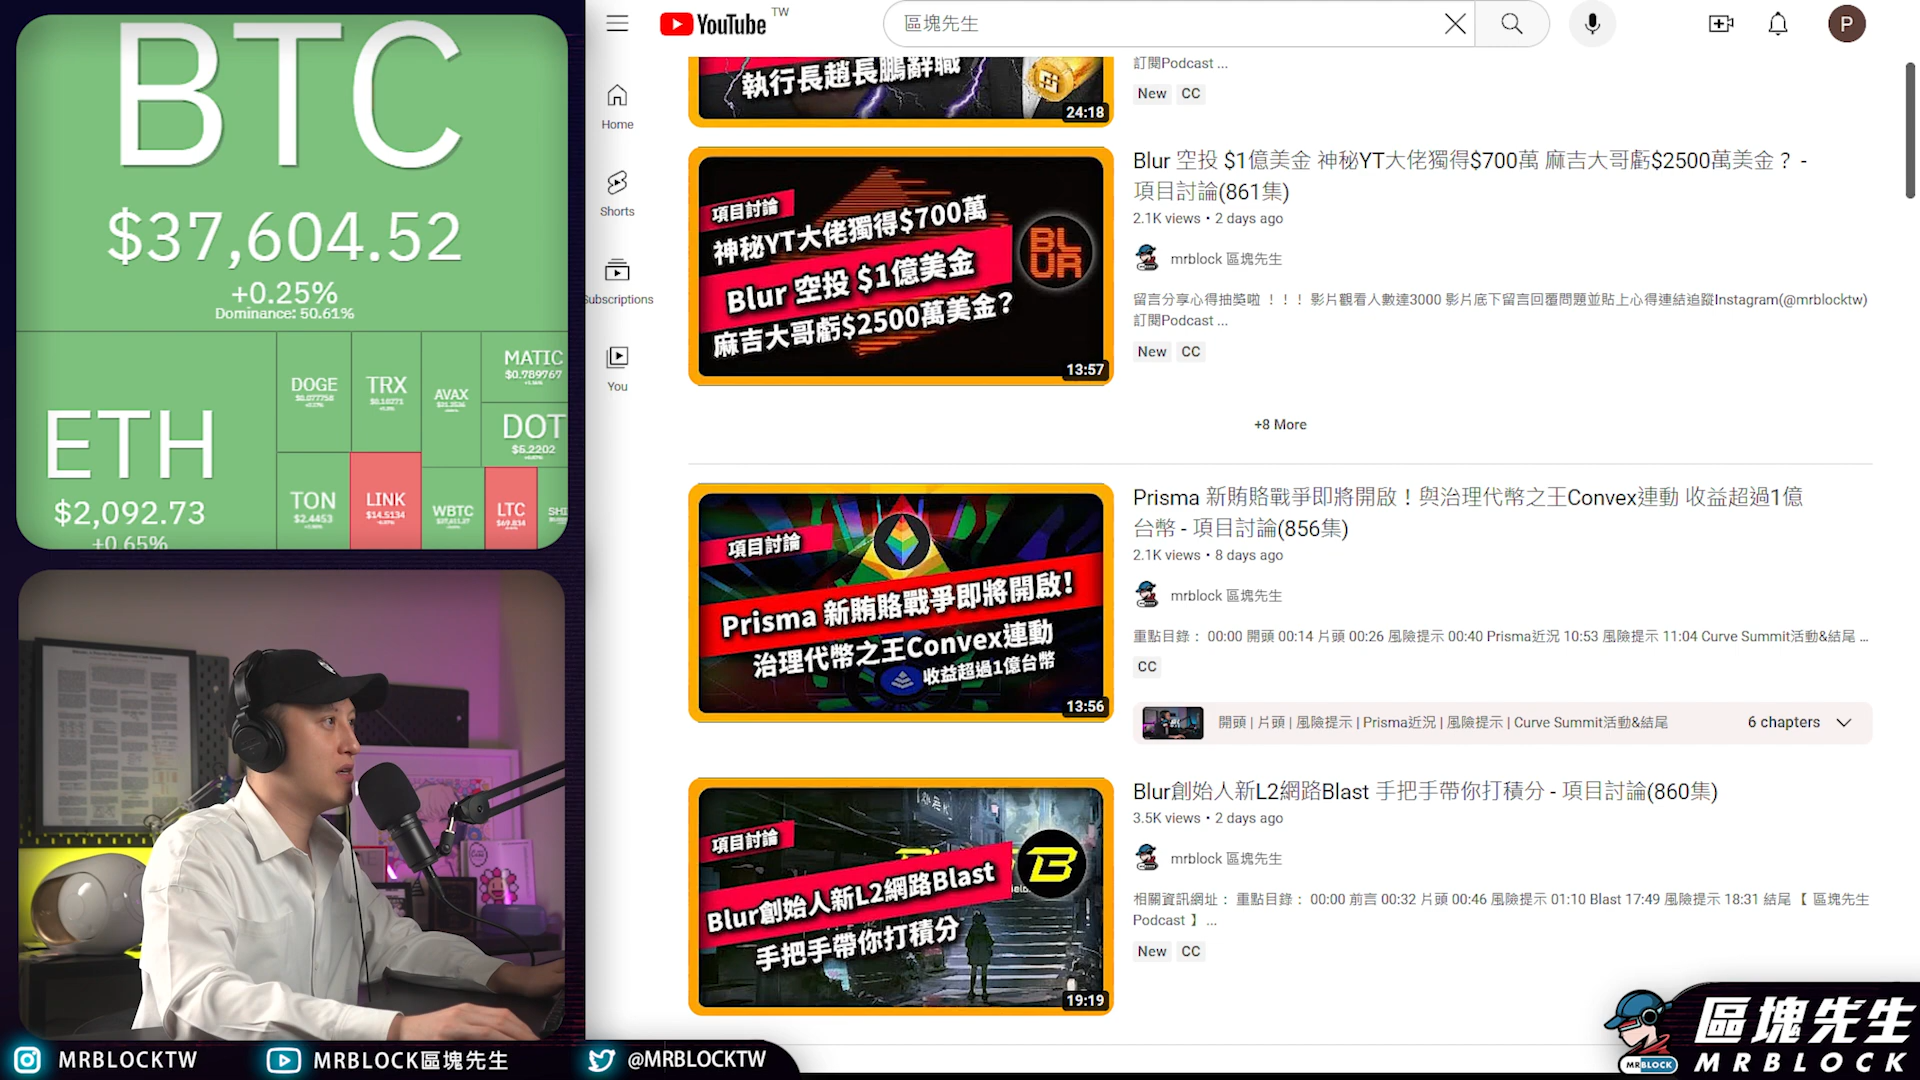 BTC
$37,604.52
+0.25%
Dominance: 50.61%
ETH
$2,092.73
+0.65%
DOGE
$0.077758
TRX
$0.10371
AVAX
MATIC
$0.789767
DOT
$5.2202
TON
$2.4453
LINK
$14.5134
WBTC
LTC
$69.834
SHI
YouTube
TW
區塊先生
P
Home
Shorts
ubscriptions
You
執行長趙長鵬辭職
24:18
訂閱Podcast ...
New CC
項目討論
神秘YT大佬獨得$700萬
Blur 空投 $1億美金
麻吉大哥虧$2500萬美金?
BL
UR
13:57
Blur 空投 $1億美金 神秘YT大佬獨得$700萬 麻吉大哥虧$2500萬美金？ -
項目討論(861集)
2.1K views • 2 days ago
mrblock 區塊先生
留言分享心得抽獎啦 ！！！ 影片觀看人數達3000 影片底下留言回覆問題並貼上心得連結追蹤Instagram(@mrblocktw)
訂閱Podcast ...
New CC
+8 More
項目討論
Prisma 新賄賂戰爭即將開啟!
治理代幣之王Convex連動
收益超過1億台幣
13:56
Prisma 新賄賂戰爭即將開啟！與治理代幣之王Convex連動 收益超過1億
台幣 - 項目討論(856集)
2.1K views • 8 days ago
mrblock 區塊先生
重點目錄： 00:00 開頭 00:14 片頭 00:26 風險提示 00:40 Prisma近況 10:53 風險提示 11:04 Curve Summit活動&結尾 ...
CC
開頭 | 片頭 | 風險提示 | Prisma近況 | 風險提示 | Curve Summit活動&結尾
6 chapters
項目討論
Blur創始人新L2網路Blast
手把手帶你打積分
19:19
Blur創始人新L2網路Blast 手把手帶你打積分 - 項目討論(860集)
3.5K views • 2 days ago
mrblock 區塊先生
相關資訊網址： 重點目錄： 00:00 前言 00:32 片頭 00:46 風險提示 01:10 Blast 17:49 風險提示 18:31 結尾 【 區塊先生
Podcast 】 ...
New CC
MRBLOCKTW
MRBLOCK區塊先生
@MRBLOCKTW
MRBLOCK
區塊先生
MRBLOCK